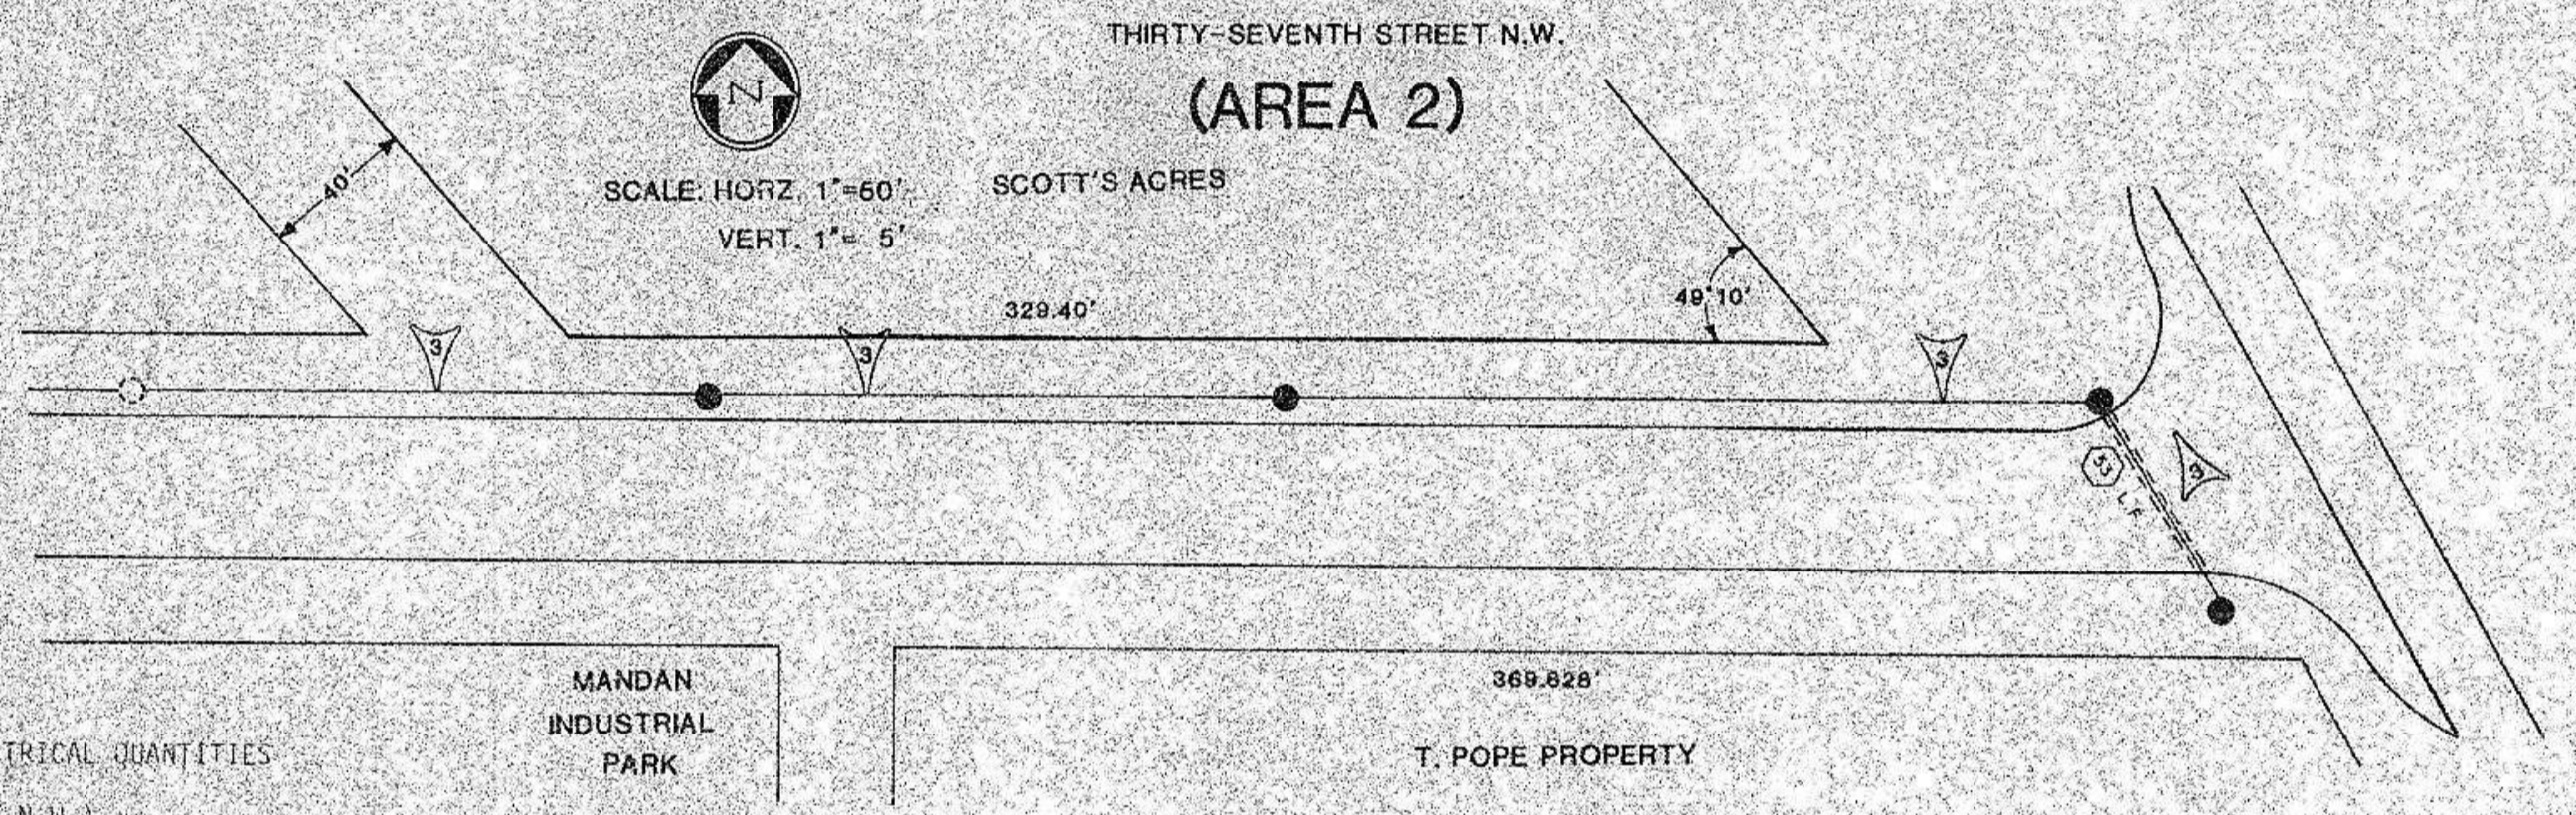 THIRTY-SEVENTH STREET N.W.
(AREA 2)
N
40'
SCALE: HORZ. 1"=60'
VERT. 1"= 5'
SCOTT'S ACRES
329.40'
49°10'
3
3
3
3
53
L.F.
MANDAN
INDUSTRIAL
PARK
369.828'
T. POPE PROPERTY
TRICAL QUANTITIES
N.W.)